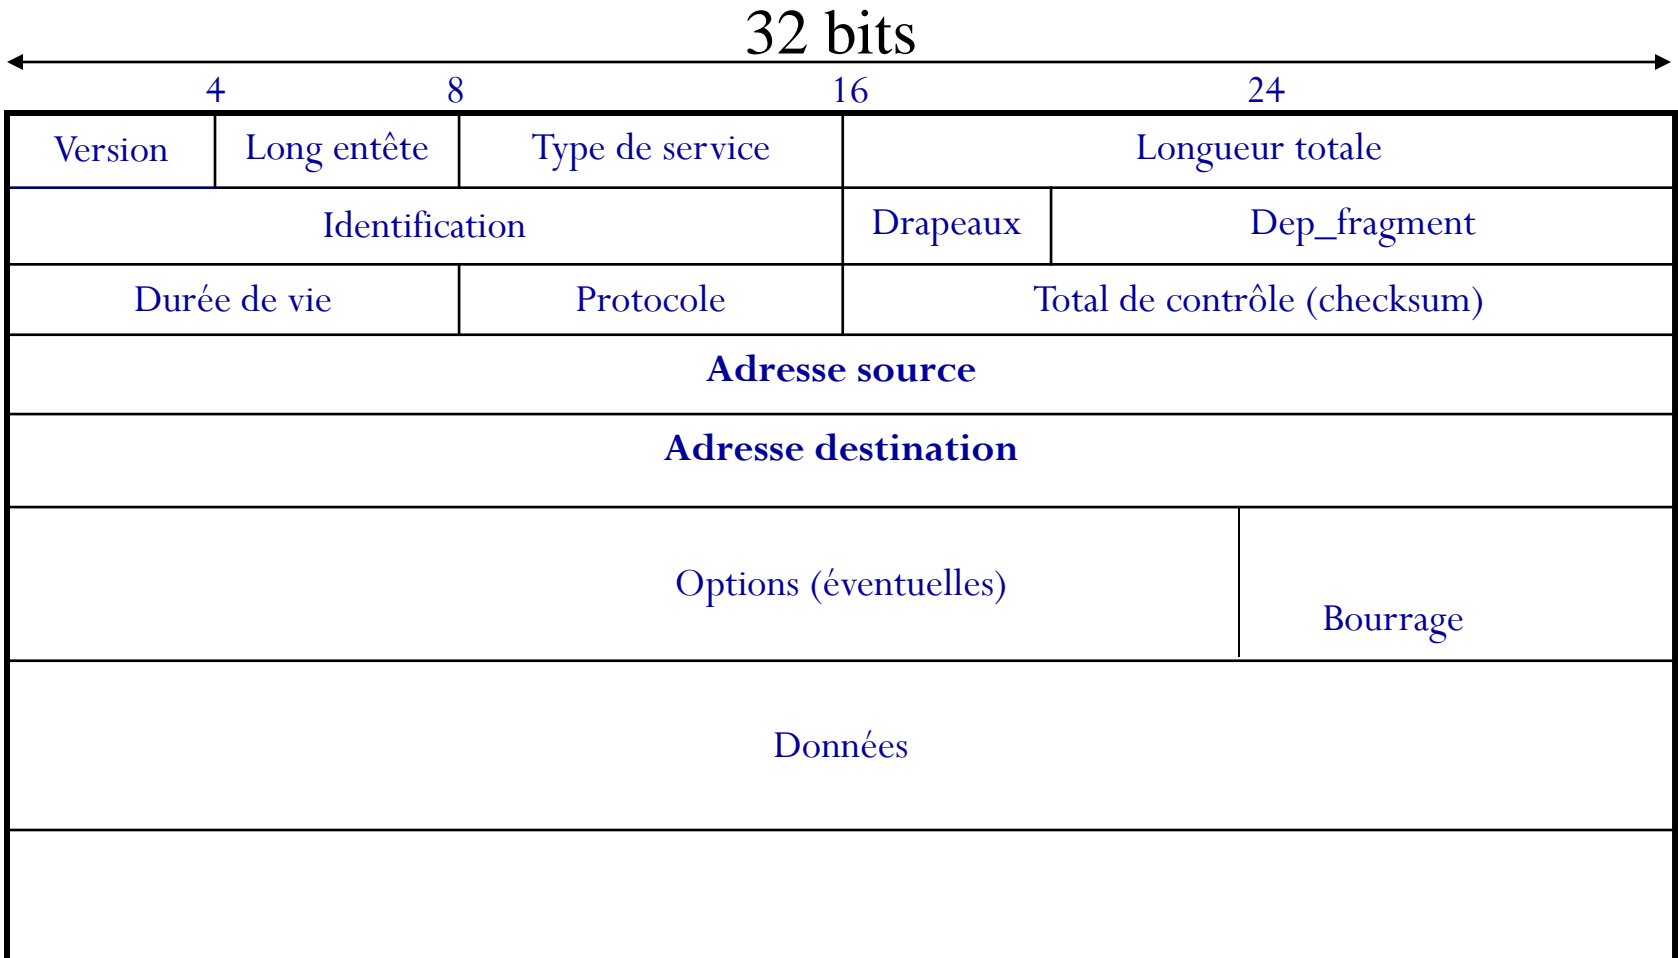 32 bits
4 8 16 24
Version Long entête Type de service Longueur totale
Identification Drapeaux Dep_fragment
Durée de vie Protocole Total de contrôle (checksum)
Adresse source
Adresse destination
Options (éventuelles)
Bourrage
Données